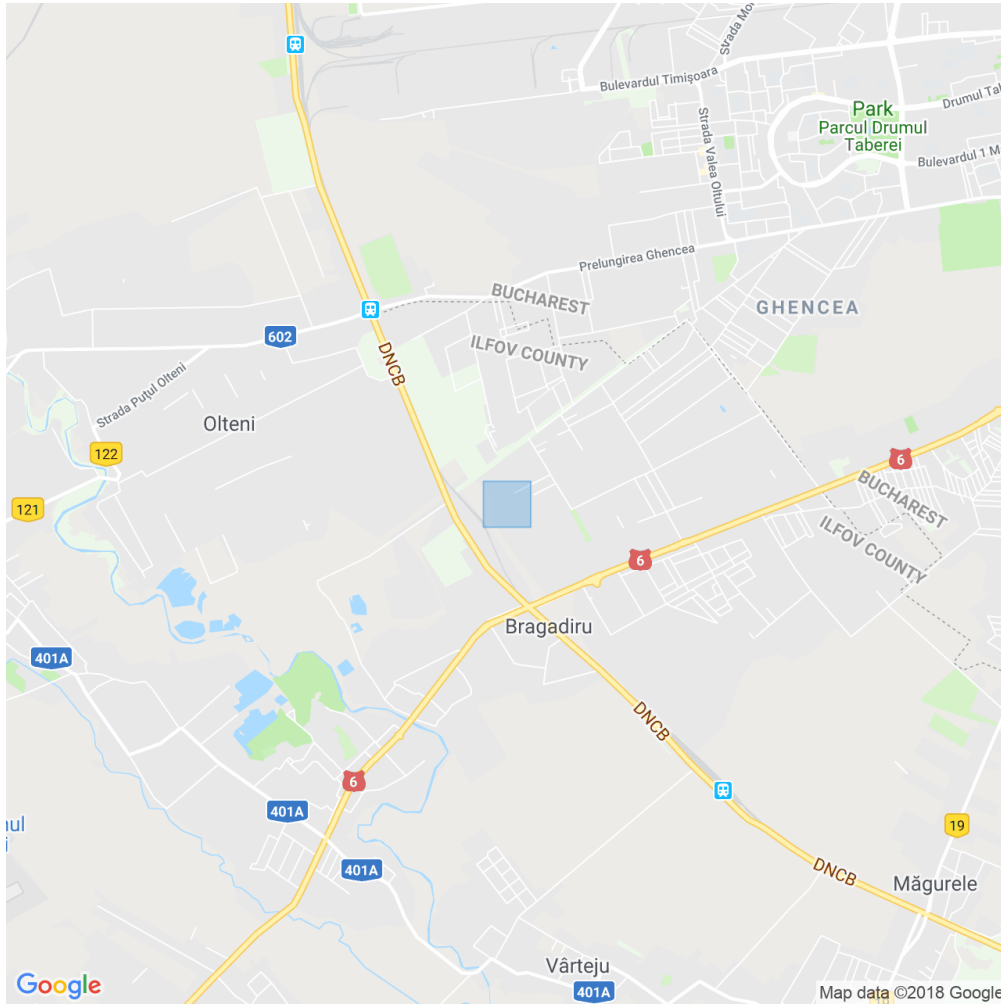 Strada Mo
Bulevardul Timișoara
Drumul Tab
Park
Parcul Drumul
Taberei
Strada Valea Oltului
Bulevardul 1 M
Prelungirea Ghencea
BUCHAREST
GHENCEA
602
ILFOV COUNTY
DNCB
Strada Puțul Olteni
Olteni
122
6
121
BUCHAREST
ILFOV COUNTY
6
Bragadiru
401A
DNCB
6
401A
19
401A
DNCB
Măgurele
Vârteju
401A
Google
Map data ©2018 Google